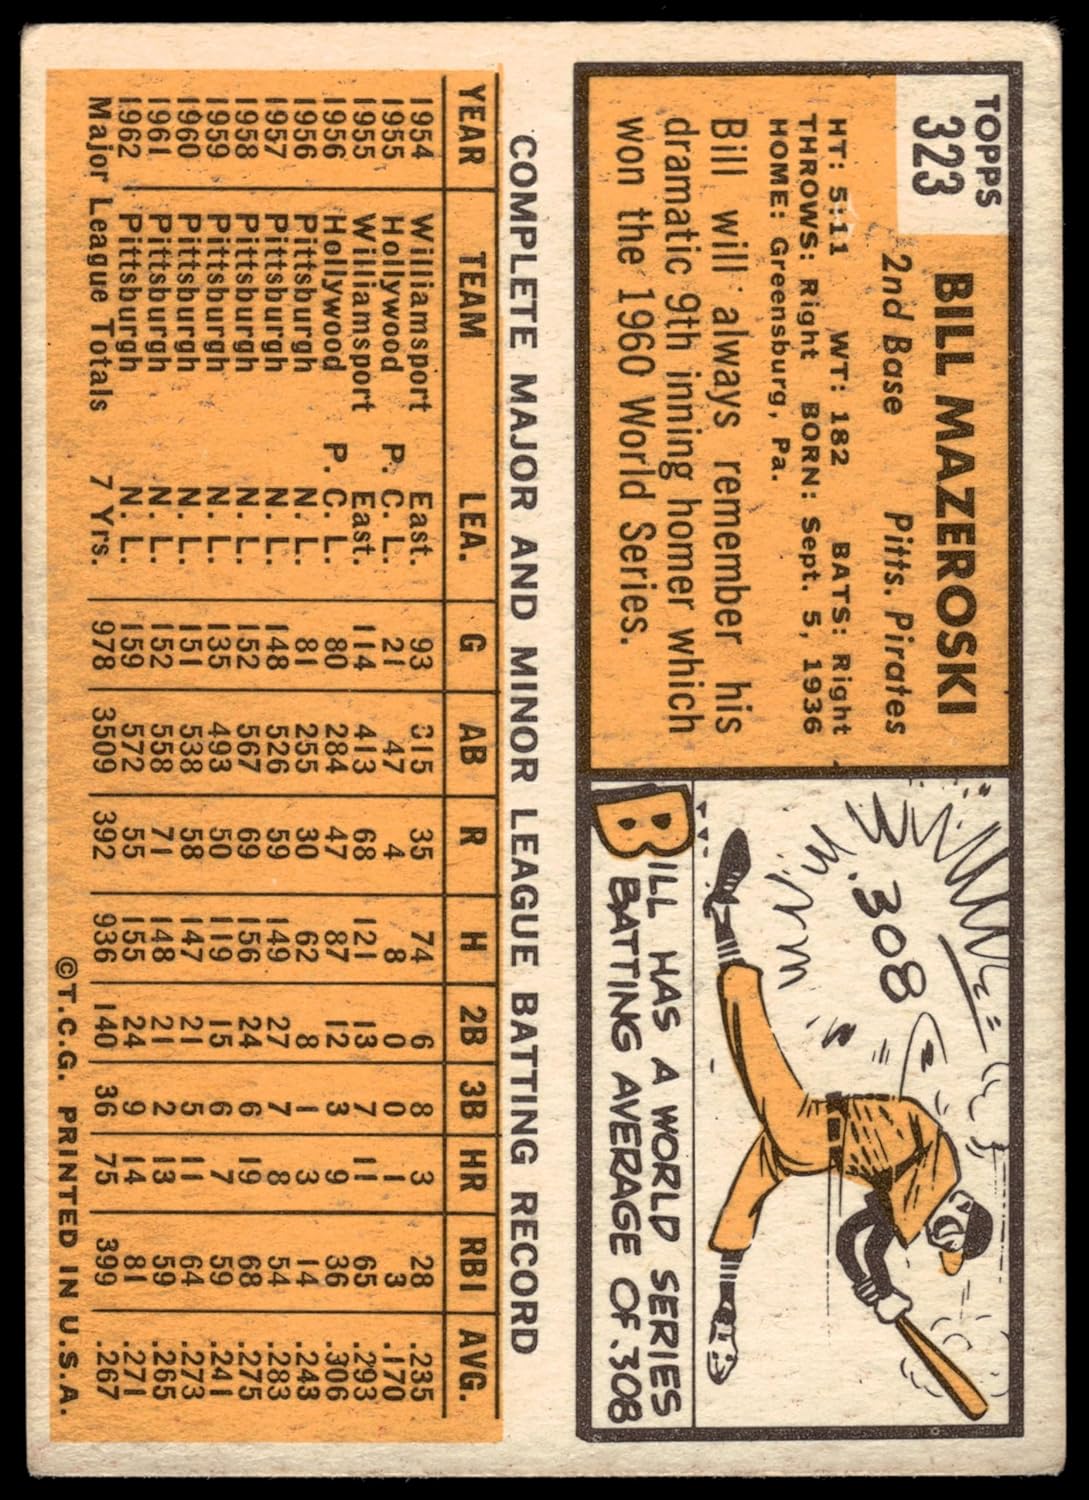 TOPPS
323
BILL MAZEROSKI
2nd Base Pitts. Pirates
HT: 5:11 WT: 182 BATS: Right
THROWS: Right BORN: Sept. 5, 1936
HOME: Greensburg, Pa.
Bill will always remember his
dramatic 9th inning homer which
won the 1960 World Series.
.308
BILL HAS A WORLD SERIES
BATTING AVERAGE OF .308
COMPLETE MAJOR AND MINOR LEAGUE BATTING RECORD
YEAR TEAM LEA. G AB R H 2B 3B HR RBI AVG.
1954 Williamsport East. 93 315 35 74 6 8 3 28 .235
1955 Hollywood P. C. L. 21 47 4 8 0 0 1 3 .170
1955 Williamsport East. 114 413 68 121 13 7 11 65 .293
1956 Hollywood P. C. L. 80 284 47 87 12 3 9 36 .306
1956 Pittsburgh N. L. 81 255 30 62 8 1 3 14 .243
1957 Pittsburgh N. L. 148 526 59 149 27 7 8 54 .283
1958 Pittsburgh N. L. 152 567 69 156 24 6 19 68 .275
1959 Pittsburgh N. L. 135 493 50 119 15 6 7 59 .241
1960 Pittsburgh N. L. 151 538 58 147 21 5 11 64 .273
1961 Pittsburgh N. L. 152 558 71 148 21 2 13 59 .265
1962 Pittsburgh N. L. 159 572 55 155 24 9 14 81 .271
Major League Totals 7 Yrs. 978 3509 392 936 140 36 75 399 .267
©T.C.G. PRINTED IN U.S.A.